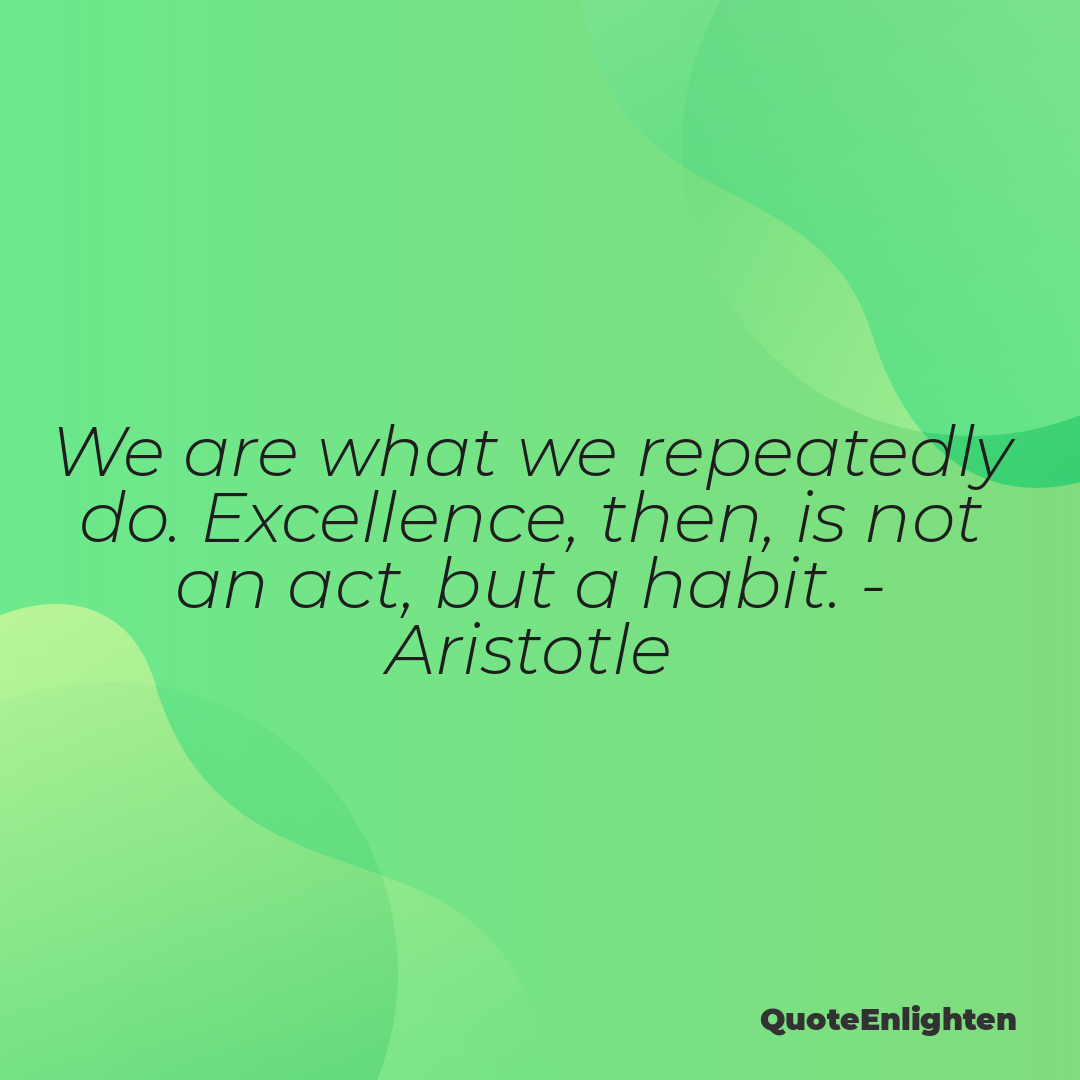 We are what we repeatedly
do. Excellence, then, is not
an act, but a habit. -
Aristotle
QuoteEnlighten